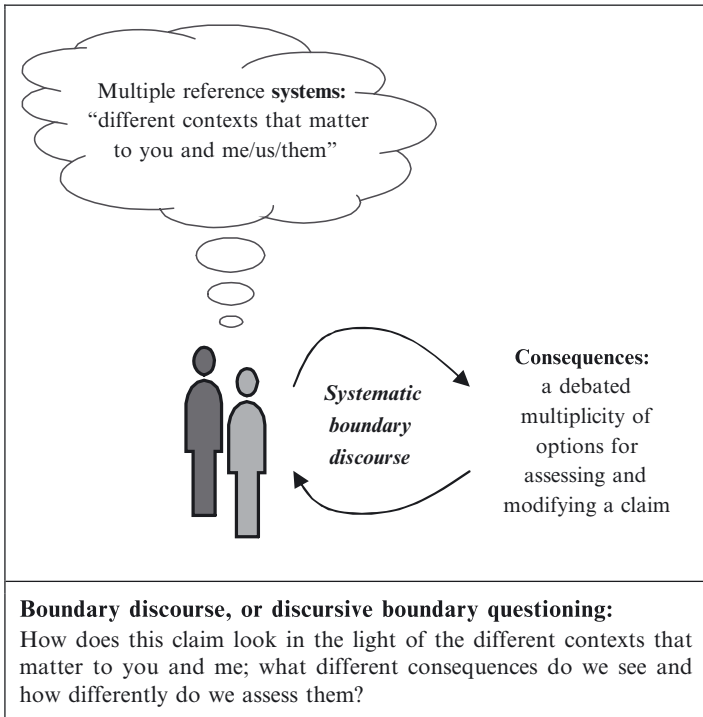 Multiple reference systems:
“different contexts that matter
to you and me/us/them”
Systematic
boundary
discourse
Consequences:
a debated
multiplicity of
options for
assessing and
modifying a claim
Boundary discourse, or discursive boundary questioning:
How does this claim look in the light of the different contexts that
matter to you and me; what different consequences do we see and
how differently do we assess them?